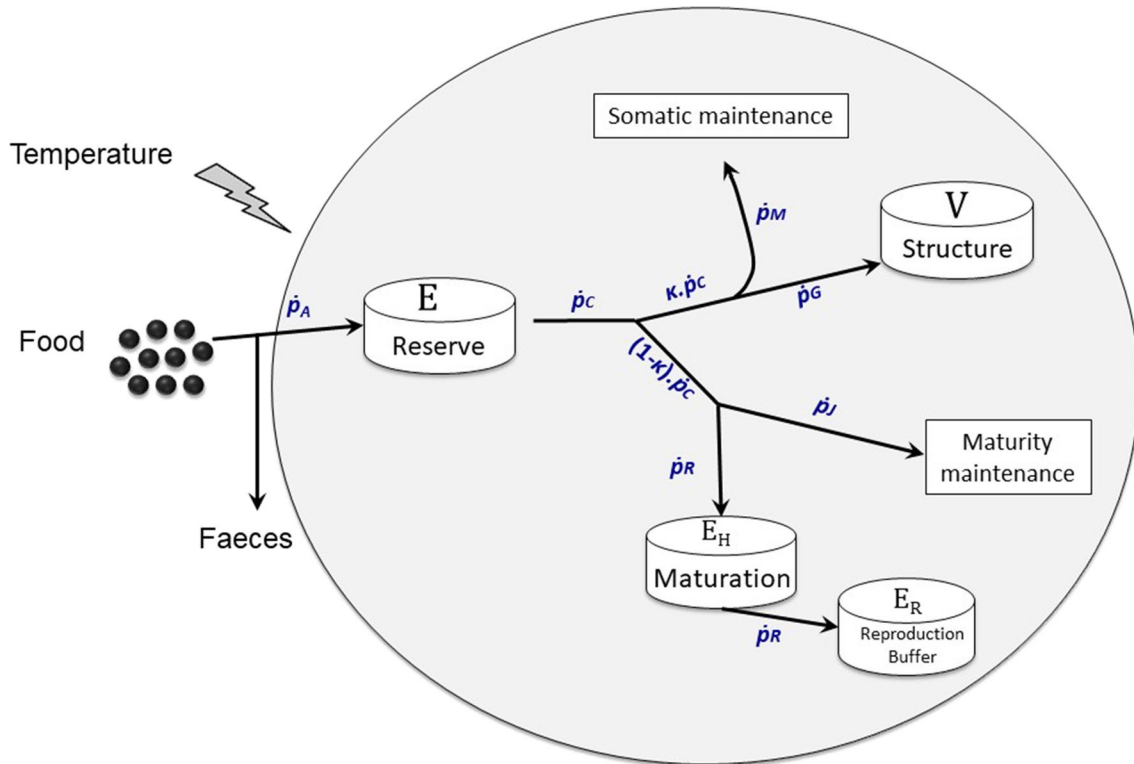 Somatic maintenance
Temperature
V
Structure
ṗM
κ.ṗC
ṗG
ṗC
ṗA
E
Reserve
Food
(1-κ).ṗC
ṗJ
Maturity
maintenance
ṗR
Faeces
EH
Maturation
ER
Reproduction
Buffer
ṗR